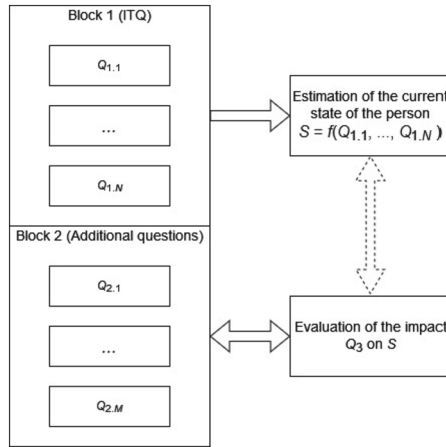 Block 1 (ITQ)
Q1.1
...
Q1.N
Block 2 (Additional questions)
Q2.1
...
Q2.M
Estimation of the current
state of the person
S = f(Q1.1, ..., Q1.N )
Evaluation of the impact
Q3 on S